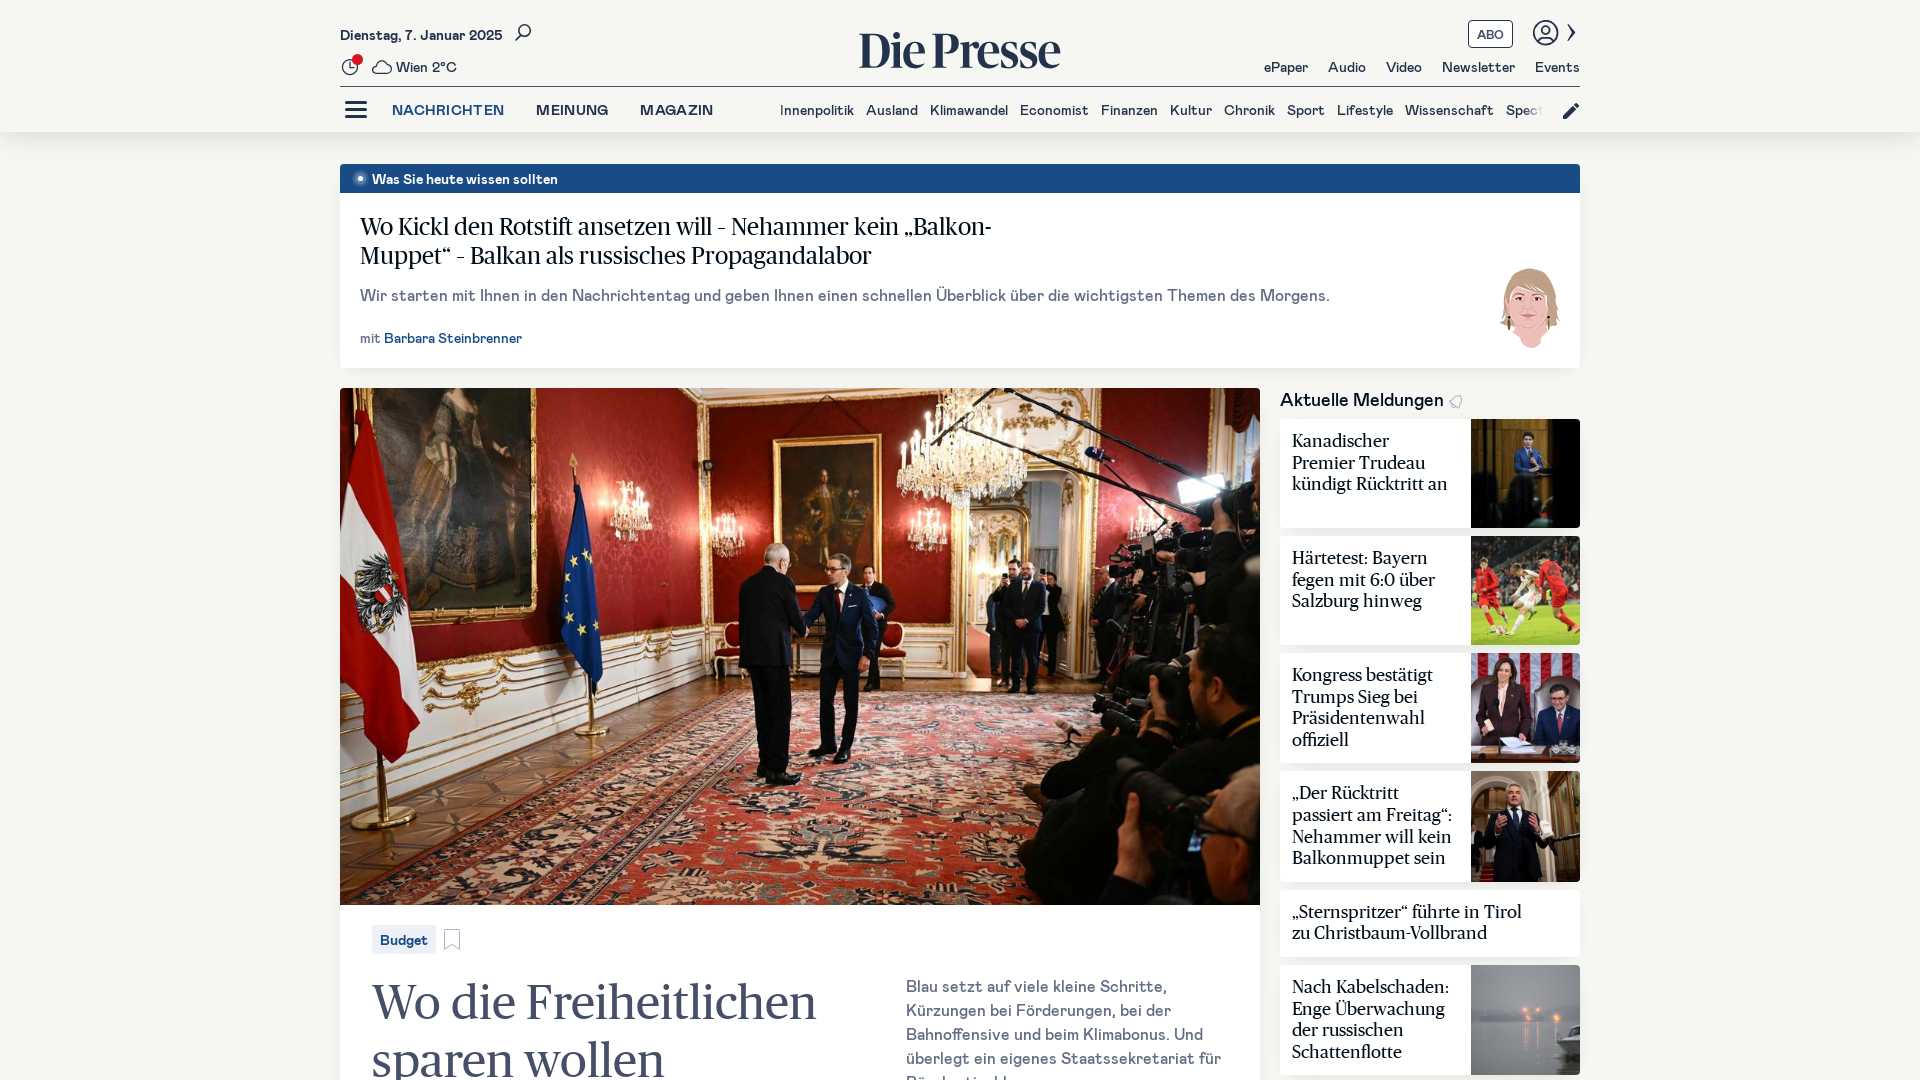 Dienstag, 7. Januar 2025
Wien 2°C
Die Presse
ABO
ePaper Audio Video Newsletter Events
NACHRICHTEN MEINUNG MAGAZIN
Innenpolitik Ausland Klimawandel Economist Finanzen Kultur Chronik Sport Lifestyle Wissenschaft
Was Sie heute wissen sollten
Wo Kickl den Rotstift ansetzen will – Nehammer kein „Balkon-
Muppet“ – Balkan als russisches Propagandalabor
Wir starten mit Ihnen in den Nachrichtentag und geben Ihnen einen schnellen Überblick über die wichtigsten Themen des Morgens.
mit Barbara Steinbrenner
Budget
Wo die Freiheitlichen
sparen wollen
Blau setzt auf viele kleine Schritte,
Kürzungen bei Förderungen, bei der
Bahnoffensive und beim Klimabonus. Und
überlegt ein eigenes Staatssekretariat für
Aktuelle Meldungen
Kanadischer
Premier Trudeau
kündigt Rücktritt an
Härtetest: Bayern
fegen mit 6:0 über
Salzburg hinweg
Kongress bestätigt
Trumps Sieg bei
Präsidentenwahl
offiziell
„Der Rücktritt
passiert am Freitag“:
Nehammer will kein
Balkonmuppet sein
„Sternspritzer“ führte in Tirol
zu Christbaum-Vollbrand
Nach Kabelschaden:
Enge Überwachung
der russischen
Schattenflotte